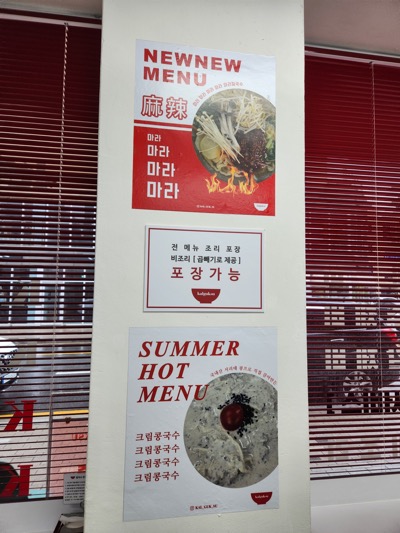 NEWNEW
MENU
麻辣
마라
마라
마라
마라
전 메뉴 조리 포장
비조리 [ 곱빼기로 제공 ]
포장가능
SUMMER
HOT
MENU
크림콩국수
크림콩국수
크림콩국수
크림콩국수